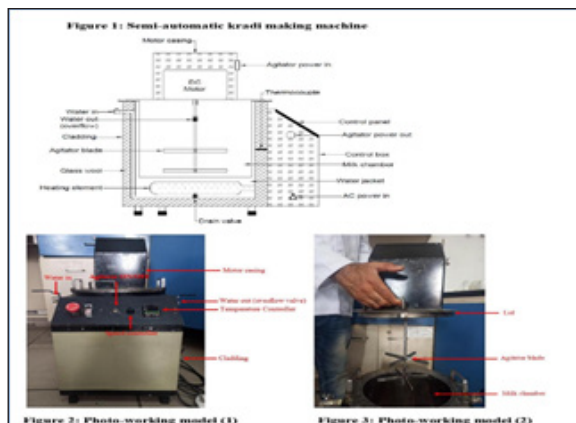 Figure 1: Semi-automatic kradi making machine
Motor casing
Agitator power in
DC
Motor
Thermocouple
Water in
Water out
(overflow)
Cladding
Agitator blade
Glass wool
Heating element
Control panel
Agitator power out
Control box
Milk chamber
Water jacket
AC power in
Drain valve
Motor casing
Water in
Water out (overflow valve)
Temperature Controller
Cladding
Lid
Agitator blade
Milk chamber
Figure 2: Photo-working model (1)
Figure 3: Photo-working model (2)